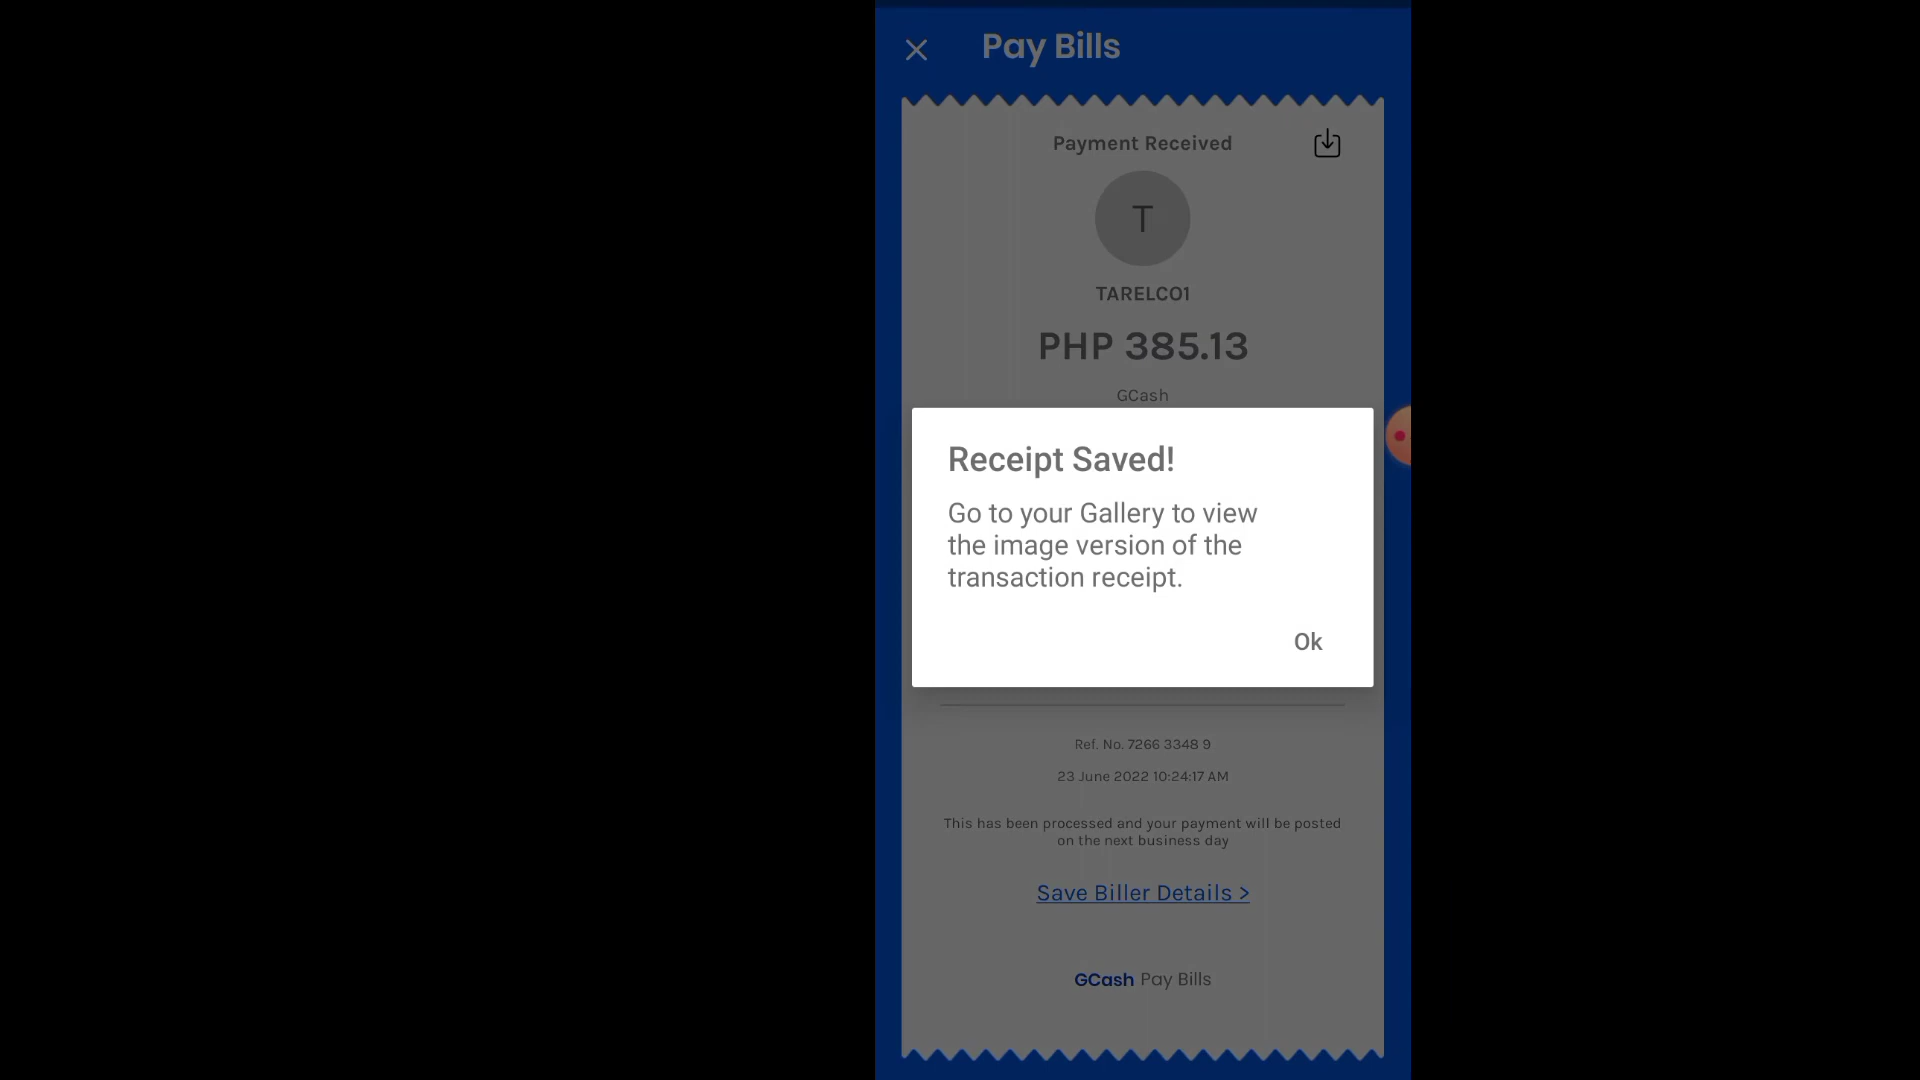 Pay Bills
Payment Received
T
TARELCO1
PHP 385.13
GCash
Receipt Saved!
Go to your Gallery to view
the image version of the
transaction receipt.
Ok
Ref. No. 7266 3348 9
23 June 2022 10:24:17 AM
This has been processed and your payment will be posted
on the next business day
Save Biller Details >
GCash Pay Bills